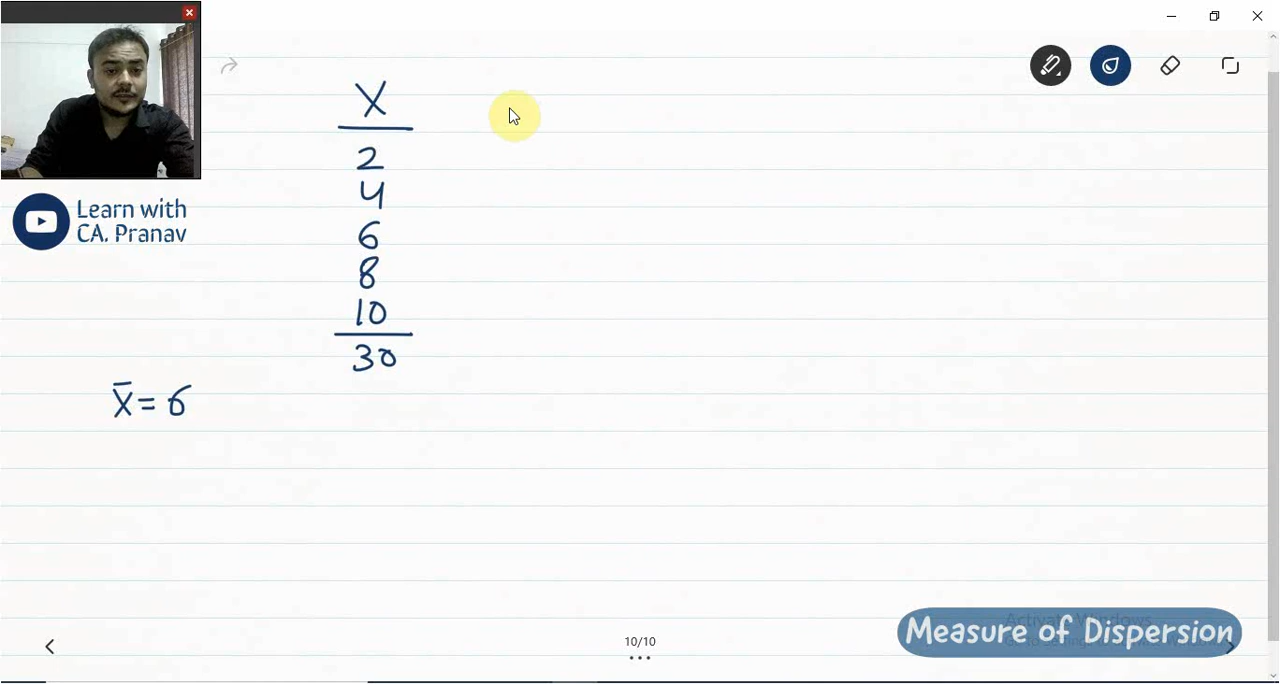 X
2
4
6
8
10
30
X̄ = 6
Learn with
CA. Pranav
10/10
Measure of Dispersion